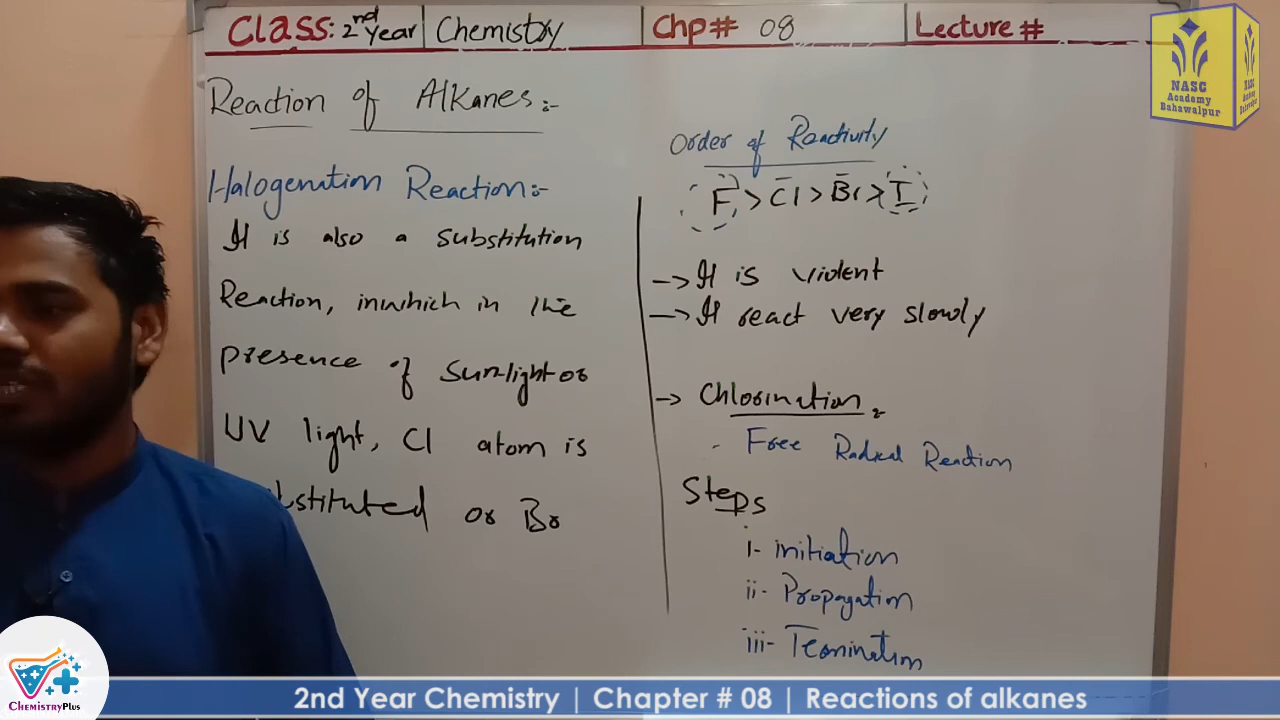 Class: 2nd Year | Chemistry | Chp# 08 | Lecture #
Reaction of Alkanes:-
Halogenation Reaction:-
It is also a substitution
Reaction, inwhich in the
presence of Sun-light or
UV light, Cl atom is
bstituted or Br
Order of Reactivity
F > Cl > Br > I
→ It is violent
→ It react very slowly
→ Chlorination
- Free Radical Reaction
Steps
i- initiation
ii- Propagation
iii- Termination
NASC
Academy
Bahawalpur
ChemistryPlus
2nd Year Chemistry | Chapter # 08 | Reactions of alkanes